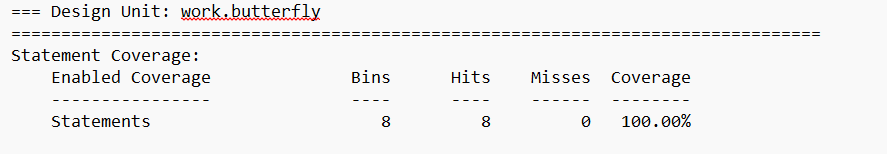 === Design Unit: work.butterfly
=================================================================================
Statement Coverage:
    Enabled Coverage              Bins      Hits    Misses  Coverage
    ----------------              ----      ----    ------  --------
    Statements                       8         8         0   100.00%